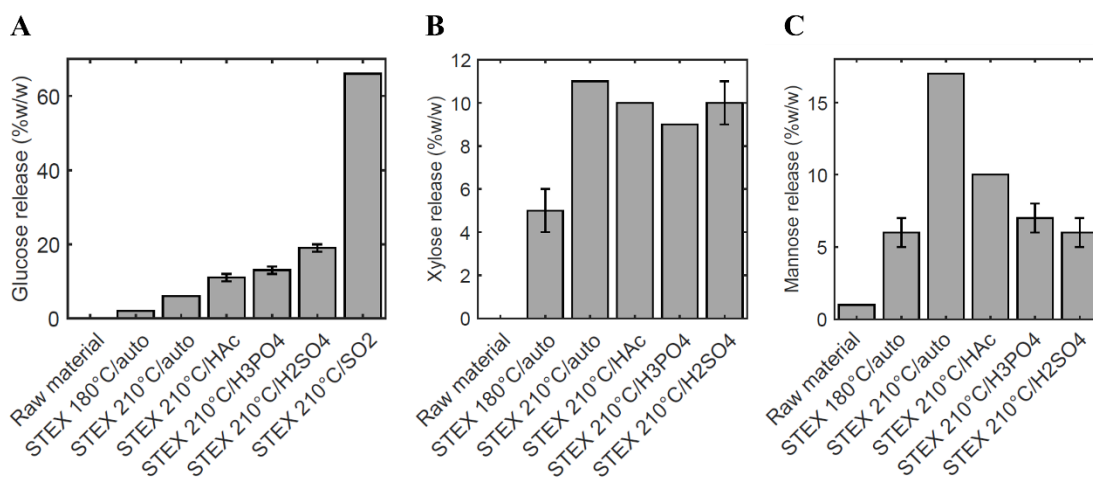 A
Glucose release (%w/w)
60
40
20
0
Raw material
STEX 180°C/auto
STEX 210°C/auto
STEX 210°C/HAc
STEX 210°C/H3PO4
STEX 210°C/H2SO4
STEX 210°C/SO2
B
Xylose release (%w/w)
12
10
8
6
4
2
0
Raw material
STEX 180°C/auto
STEX 210°C/auto
STEX 210°C/HAc
STEX 210°C/H3PO4
STEX 210°C/H2SO4
C
Mannose release (%w/w)
15
10
5
0
Raw material
STEX 180°C/auto
STEX 210°C/auto
STEX 210°C/HAc
STEX 210°C/H3PO4
STEX 210°C/H2SO4